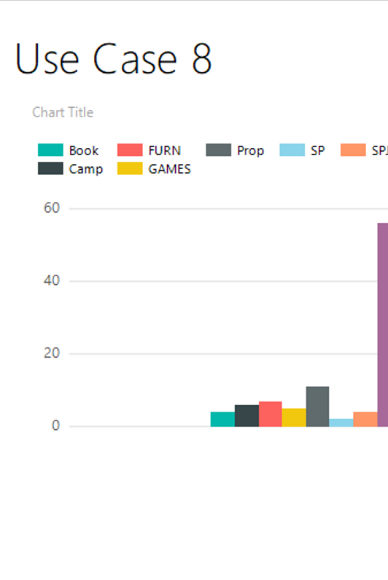 Use Case 8
Chart Title
Book FURN Prop SP
Camp GAMES
60
40
20
0